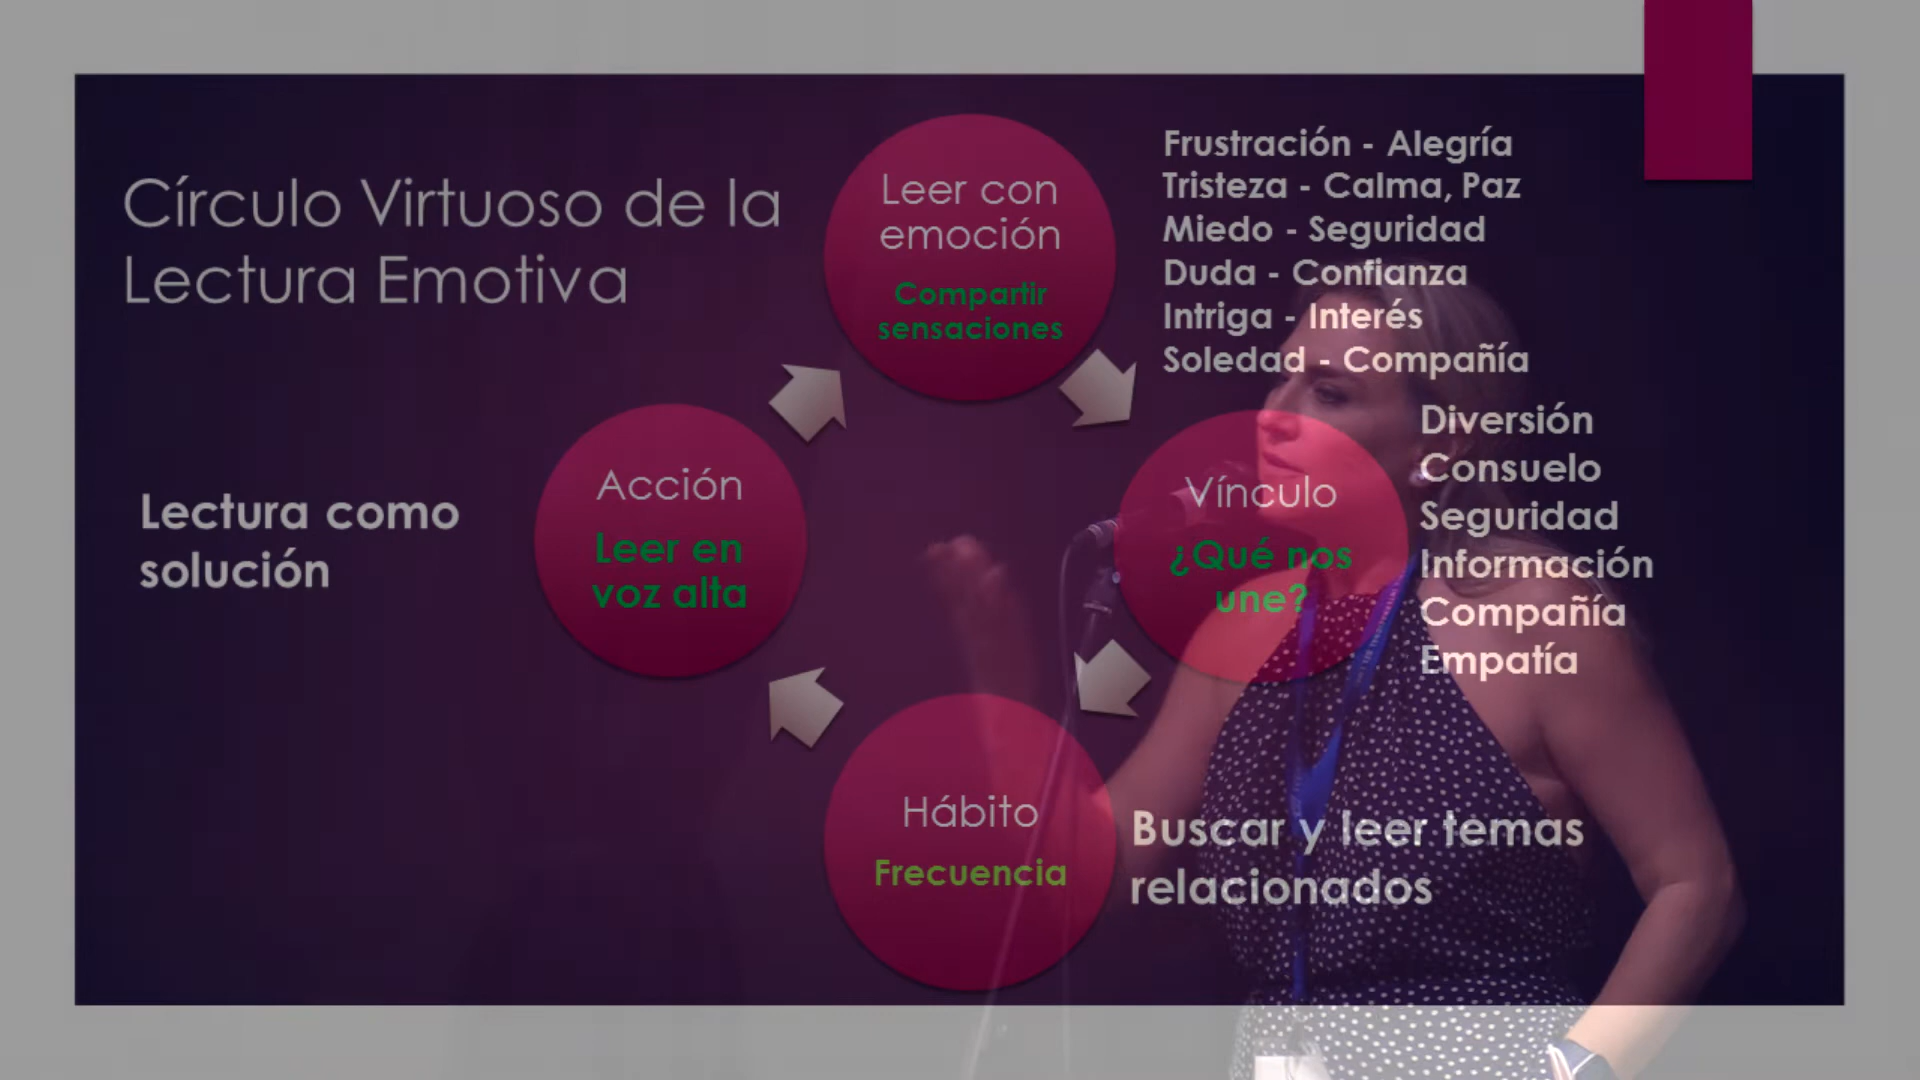 Círculo Virtuoso de la
Lectura Emotiva
Leer con
emoción
Compartir
sensaciones
Frustración - Alegría
Tristeza - Calma, Paz
Miedo - Seguridad
Duda - Confianza
Intriga - Interés
Soledad - Compañía
Vínculo
¿Qué nos
une?
Diversión
Consuelo
Seguridad
Información
Compañía
Empatía
Hábito
Frecuencia
Buscar y leer temas
relacionados
Acción
Leer en
voz alta
Lectura como
solución